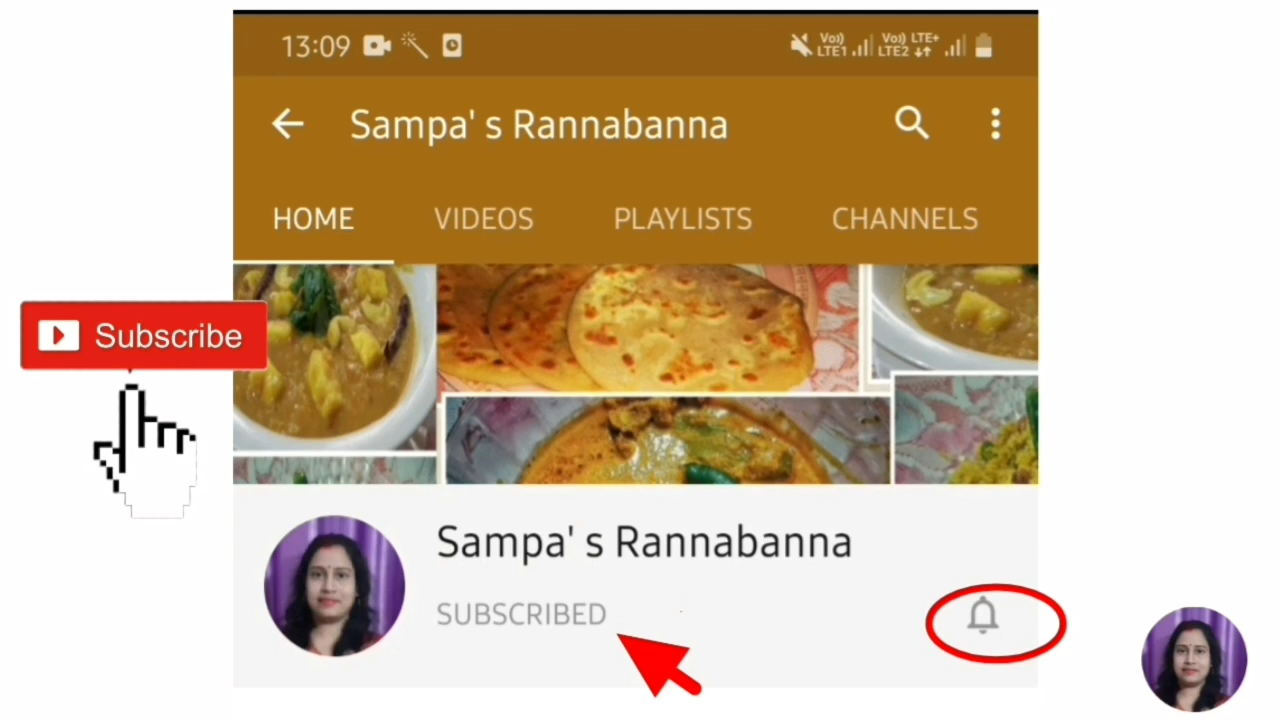 13:09 Vo) LTE1 Vo) LTE+ LTE2
Sampa' s Rannabanna
HOME VIDEOS PLAYLISTS CHANNELS
Subscribe
Sampa' s Rannabanna
SUBSCRIBED